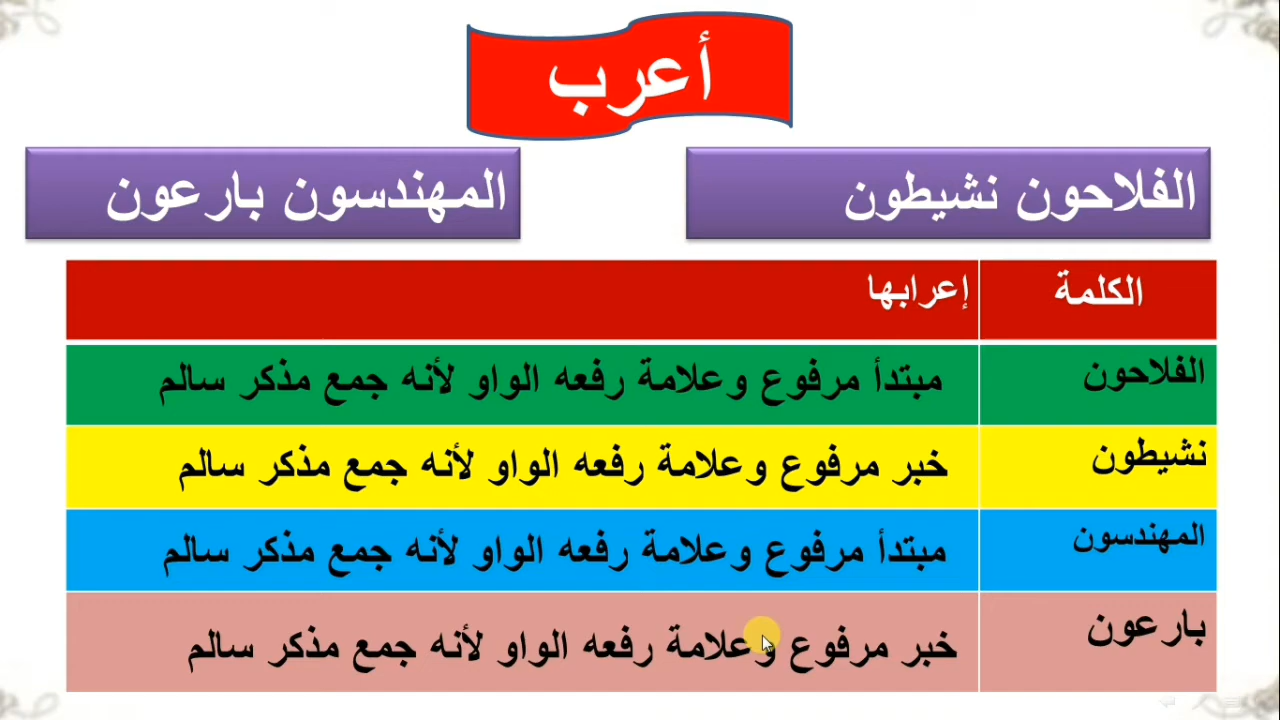 أعرب
الفلاحون نشيطون
المهندسون بارعون
الكلمة إعرابها
الفلاحون مبتدأ مرفوع وعلامة رفعه الواو لأنه جمع مذكر سالم
نشيطون خبر مرفوع وعلامة رفعه الواو لأنه جمع مذكر سالم
المهندسون مبتدأ مرفوع وعلامة رفعه الواو لأنه جمع مذكر سالم
بارعون خبر مرفوع وعلامة رفعه الواو لأنه جمع مذكر سالم